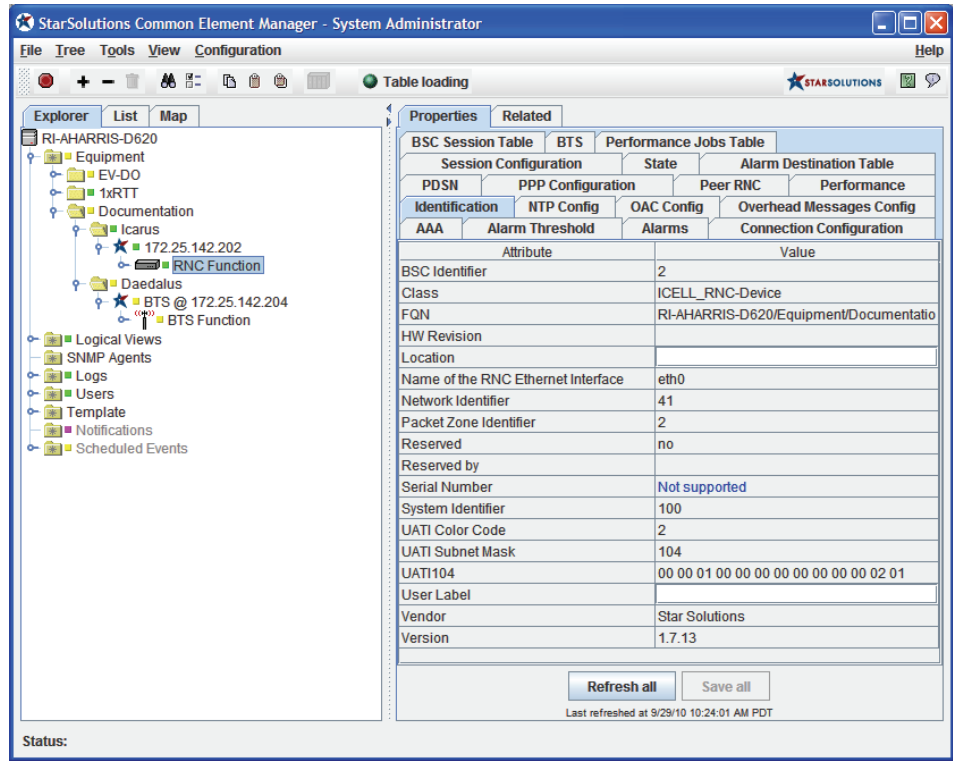 StarSolutions Common Element Manager - System Administrator
File Tree Tools View Configuration Help
Table loading
STARSOLUTIONS
Explorer List Map
RI-AHARRIS-D620
Equipment
EV-DO
1xRTT
Documentation
Icarus
172.25.142.202
RNC Function
Daedalus
BTS @ 172.25.142.204
BTS Function
Logical Views
SNMP Agents
Logs
Users
Template
Notifications
Scheduled Events
Properties Related
BSC Session Table BTS Performance Jobs Table
Session Configuration State Alarm Destination Table
PDSN PPP Configuration Peer RNC Performance
Identification NTP Config OAC Config Overhead Messages Config
AAA Alarm Threshold Alarms Connection Configuration
Attribute Value
BSC Identifier 2
Class ICELL_RNC-Device
FQN RI-AHARRIS-D620/Equipment/Documentatio
HW Revision
Location
Name of the RNC Ethernet Interface eth0
Network Identifier 41
Packet Zone Identifier 2
Reserved no
Reserved by
Serial Number Not supported
System Identifier 100
UATI Color Code 2
UATI Subnet Mask 104
UATI104 00 00 01 00 00 00 00 00 00 00 00 02 01
User Label
Vendor Star Solutions
Version 1.7.13
Refresh all Save all
Last refreshed at 9/29/10 10:24:01 AM PDT
Status: